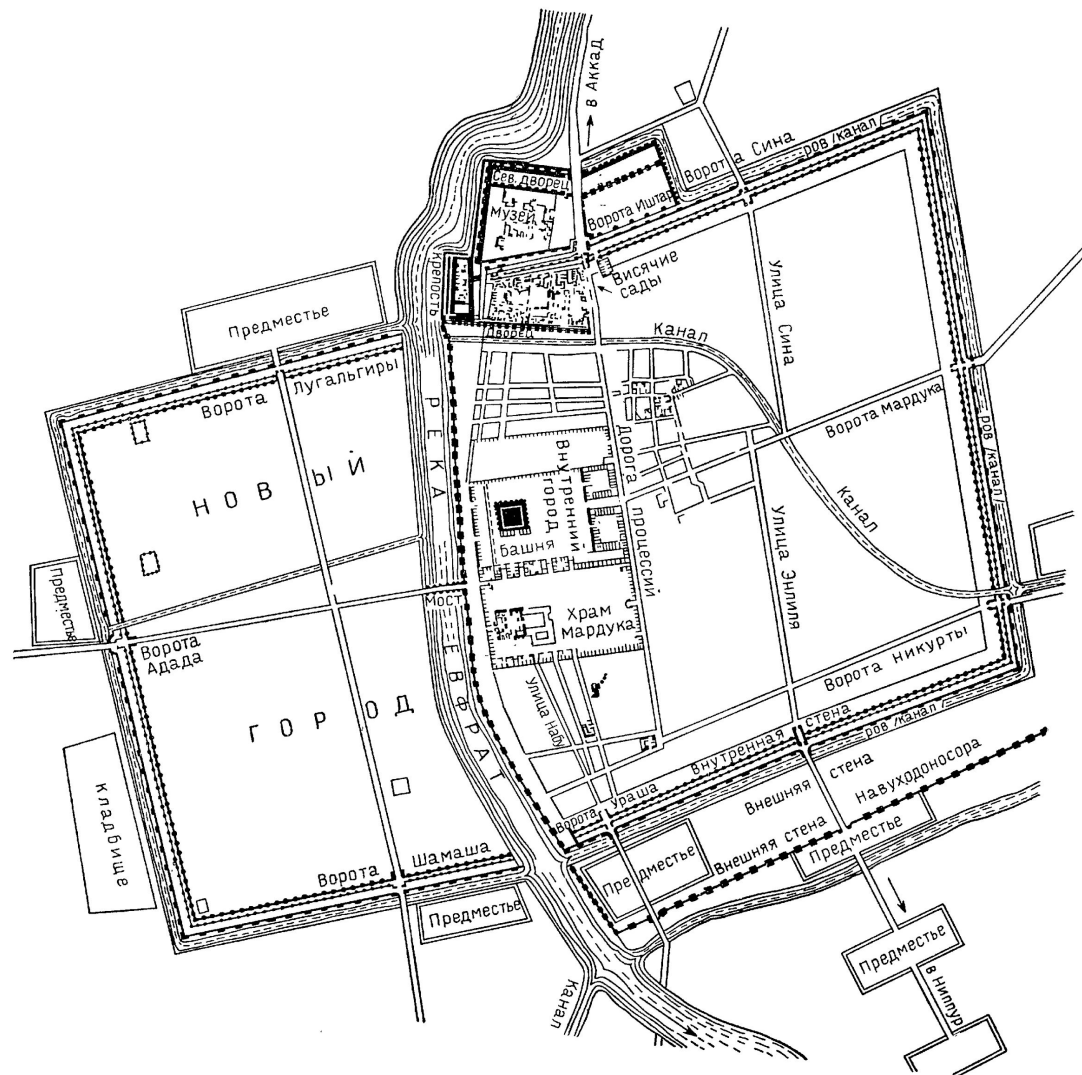 в Аккад
Ворота Сина
ров /канал/
Сев. дворец
музей
Ворота Иштар
Крепость
Висячие
сады
Дворец
Канал
Улица Сина
Предместье
Ворота Лугальгиры
РЕКА
дорога
процессий
Ворота Мардука
ров /канал/
НОВЫЙ
Внутренний
город
Башня
Канал
Улица Энлиля
Предместье
Мост
Ворота
Адада
Храм
Мардука
Ворота Никурты
ЕВФРАТ
Улица Набу
ГОРОД
Внутренная стена
ров /канал/
Кладбище
Ворота Ураша
Внешняя стена
Внешняя стена Навуходоносора
Ворота Шамаша
Предместье
Предместье
Предместье
Предместье
в Ниппур
Канал